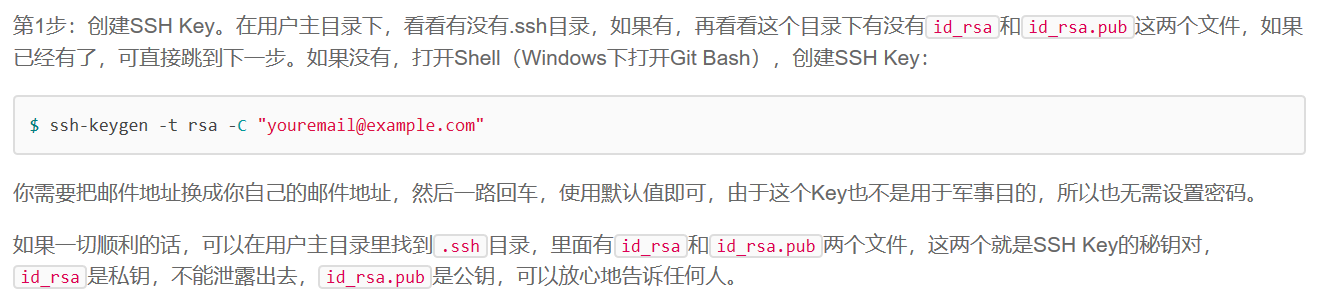 第1步：创建SSH Key。在用户主目录下，看看有没有.ssh目录，如果有，再看看这个目录下有没有id_rsa和id_rsa.pub这两个文件，如果
已经有了，可直接跳到下一步。如果没有，打开Shell（Windows下打开Git Bash），创建SSH Key：
$ ssh-keygen -t rsa -C "youremail@example.com"
你需要把邮件地址换成你自己的邮件地址，然后一路回车，使用默认值即可，由于这个Key也不是用于军事目的，所以也无需设置密码。
如果一切顺利的话，可以在用户主目录里找到.ssh目录，里面有id_rsa和id_rsa.pub两个文件，这两个就是SSH Key的秘钥对，
id_rsa是私钥，不能泄露出去，id_rsa.pub是公钥，可以放心地告诉任何人。